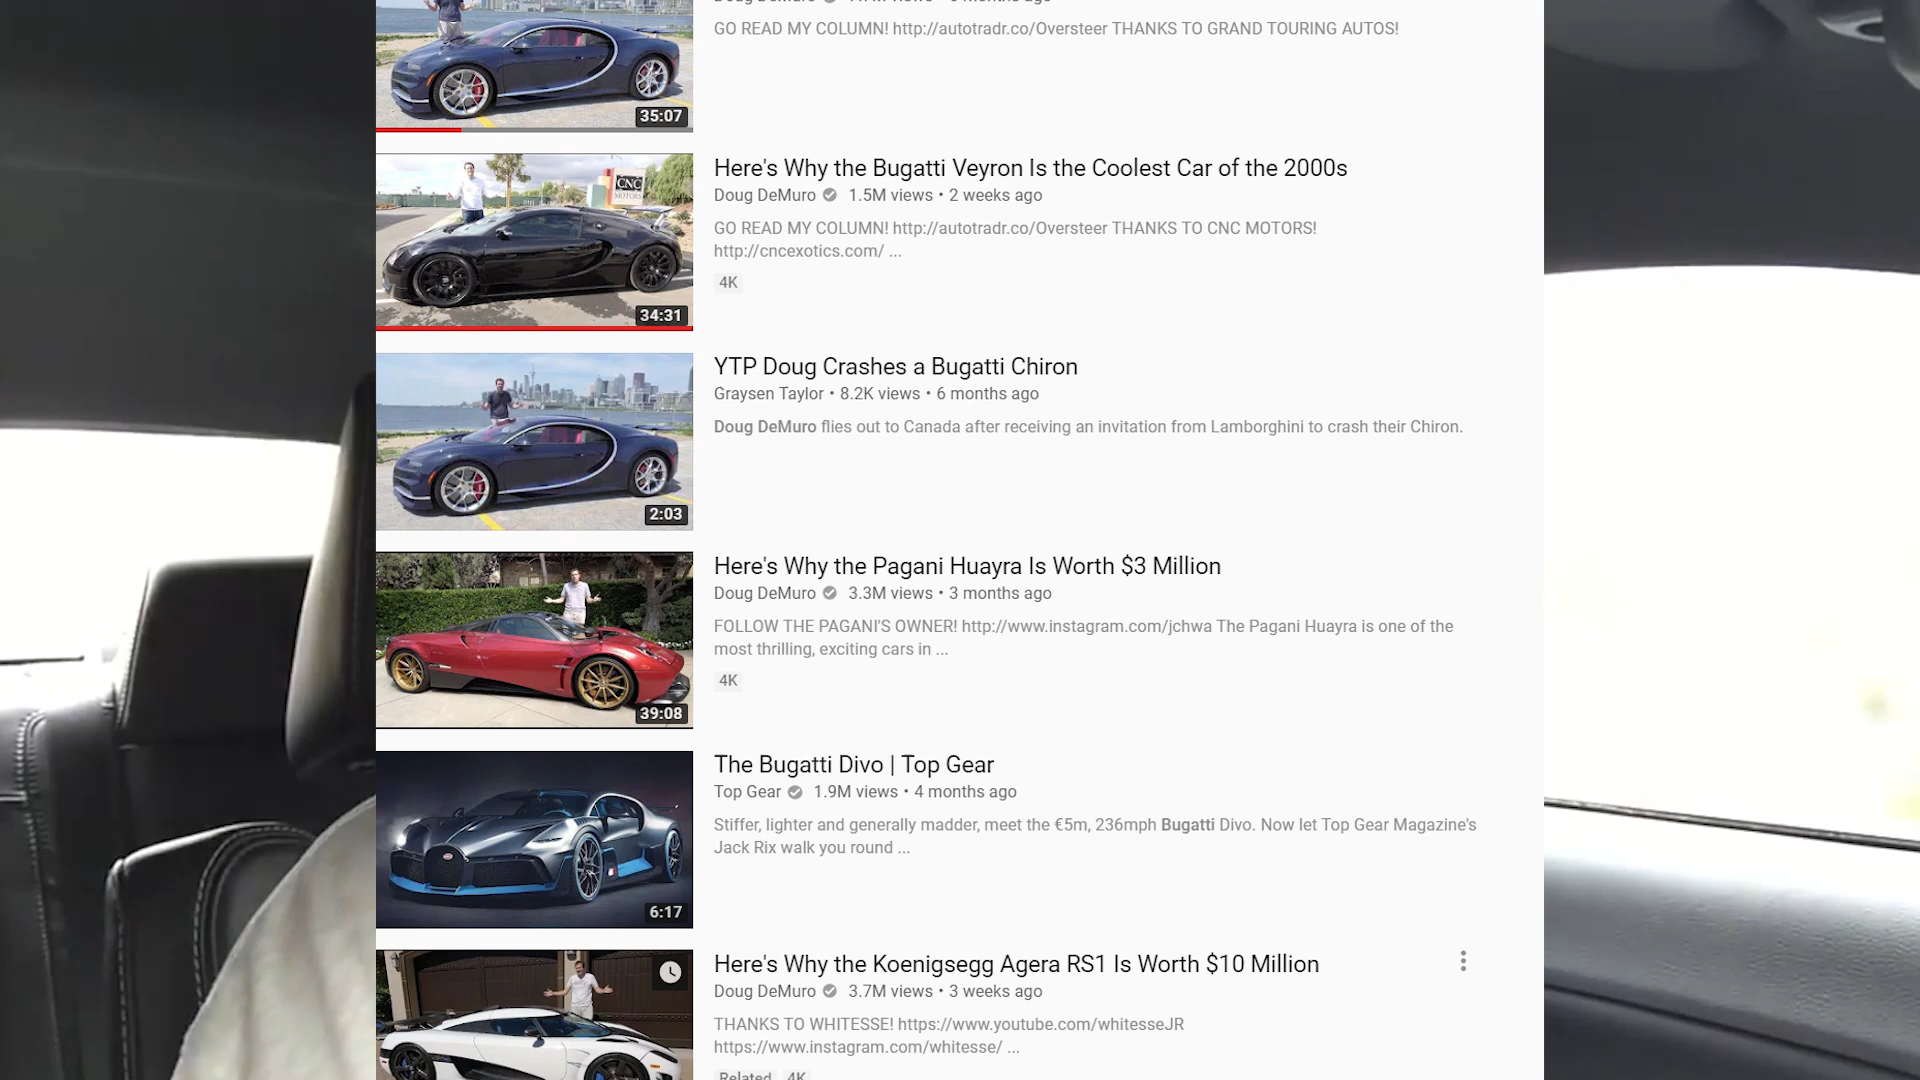 Doug DeMuro
GO READ MY COLUMN! http://autotradr.co/Oversteer THANKS TO GRAND TOURING AUTOS!
35:07
Here's Why the Bugatti Veyron Is the Coolest Car of the 2000s
Doug DeMuro 1.5M views • 2 weeks ago
GO READ MY COLUMN! http://autotradr.co/Oversteer THANKS TO CNC MOTORS!
http://cncexotics.com/ ...
4K
CNC
MOTORS
34:31
YTP Doug Crashes a Bugatti Chiron
Graysen Taylor • 8.2K views • 6 months ago
Doug DeMuro flies out to Canada after receiving an invitation from Lamborghini to crash their Chiron.
2:03
Here's Why the Pagani Huayra Is Worth $3 Million
Doug DeMuro 3.3M views • 3 months ago
FOLLOW THE PAGANI'S OWNER! http://www.instagram.com/jchwa The Pagani Huayra is one of the
most thrilling, exciting cars in ...
4K
39:08
The Bugatti Divo | Top Gear
Top Gear 1.9M views • 4 months ago
Stiffer, lighter and generally madder, meet the €5m, 236mph Bugatti Divo. Now let Top Gear Magazine's
Jack Rix walk you round ...
6:17
Here's Why the Koenigsegg Agera RS1 Is Worth $10 Million
Doug DeMuro 3.7M views • 3 weeks ago
THANKS TO WHITESSE! https://www.youtube.com/whitesseJR
https://www.instagram.com/whitesse/ ...
Related 4K